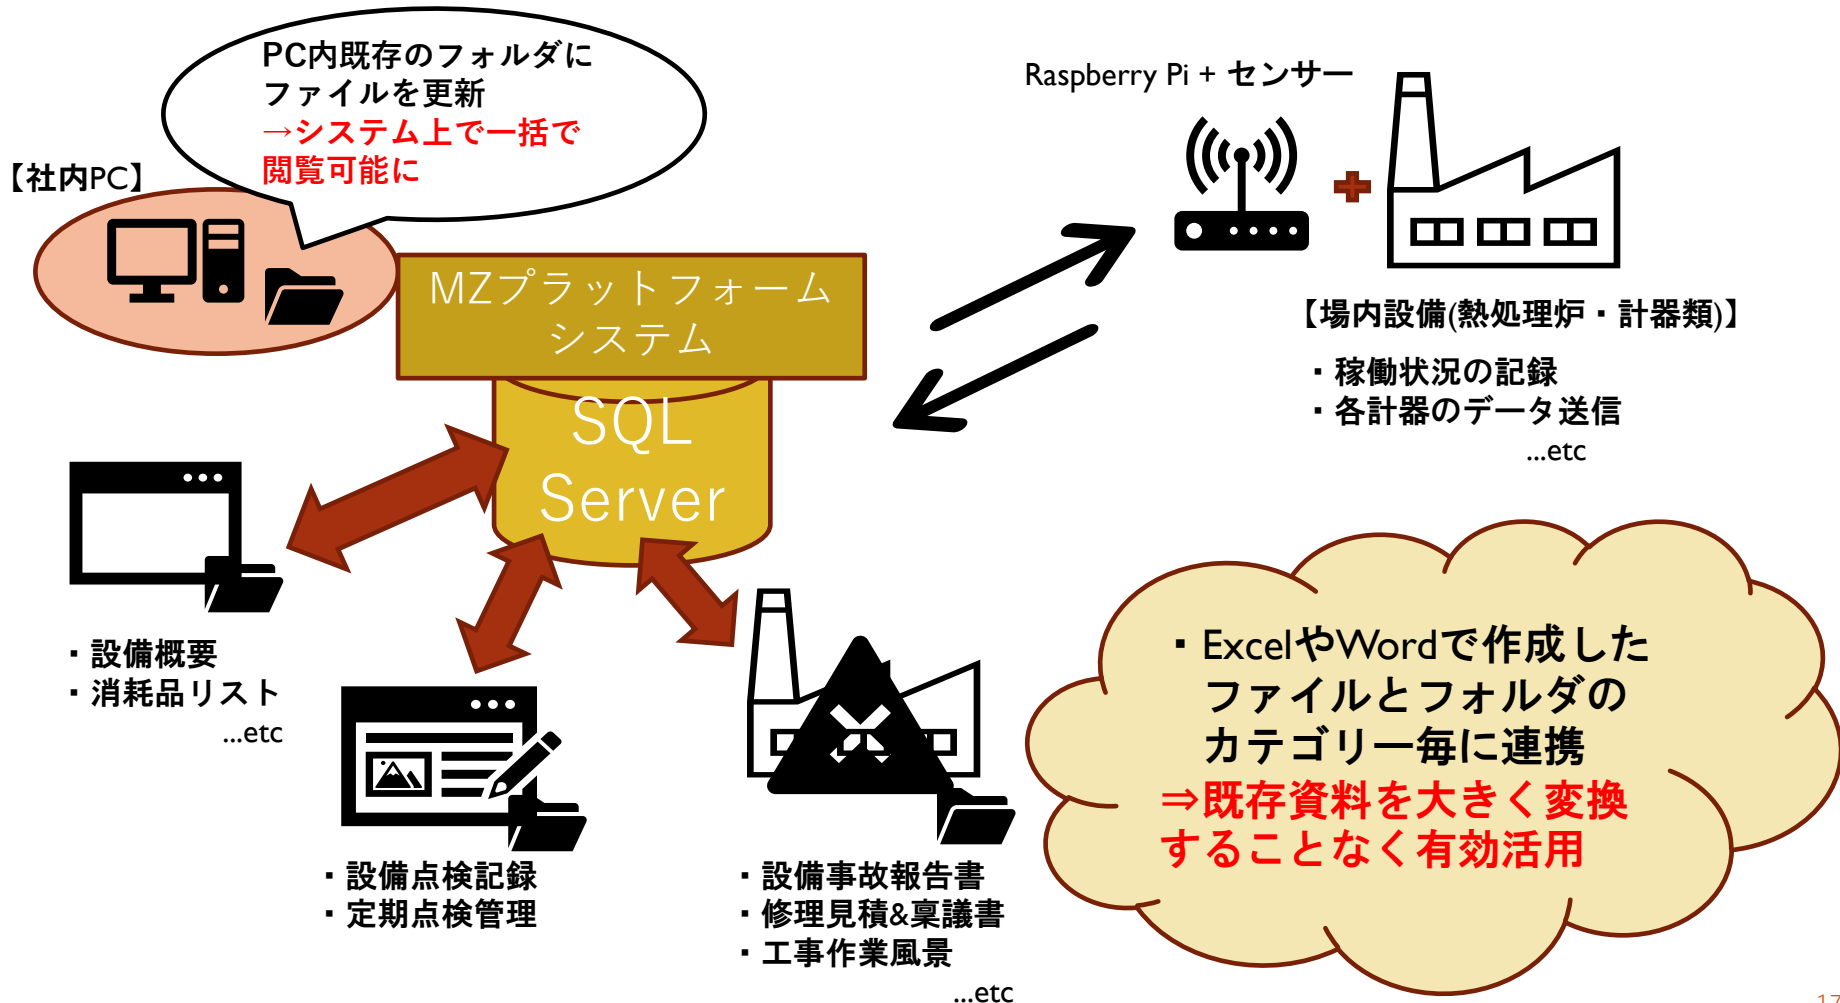 PC内既存のフォルダに
ファイルを更新
→システム上で一括で
閲覧可能に
【社内PC】
Raspberry Pi + センサー
MZプラットフォーム
システム
SQL
Server
【場内設備(熱処理炉・計器類)】
・稼働状況の記録
・各計器のデータ送信
...etc
・設備概要
・消耗品リスト
...etc
・設備点検記録
・定期点検管理
・設備事故報告書
・修理見積&稟議書
・工事作業風景
...etc
・ExcelやWordで作成した
ファイルとフォルダの
カテゴリー毎に連携
⇒既存資料を大きく変換
することなく有効活用
17